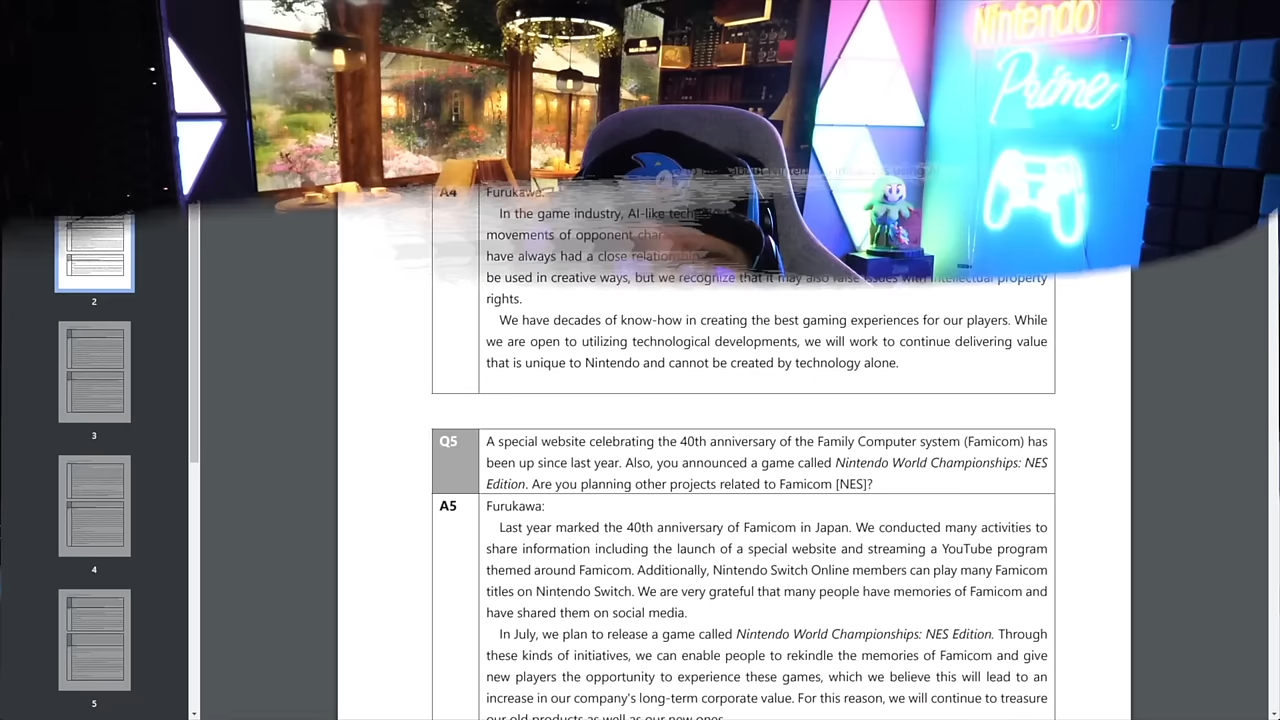 Nintendo
Prime
A4
Furukawa:
In the game industry, AI-like
movements of opponent
have always had a close
be used in creative ways, but we recognize that it may also raise issues with intellectual property
rights.
We have decades of know-how in creating the best gaming experiences for our players. While
we are open to utilizing technological developments, we will work to continue delivering value
that is unique to Nintendo and cannot be created by technology alone.
Q5
A special website celebrating the 40th anniversary of the Family Computer system (Famicom) has
been up since last year. Also, you announced a game called Nintendo World Championships: NES
Edition. Are you planning other projects related to Famicom [NES]?
A5
Furukawa:
Last year marked the 40th anniversary of Famicom in Japan. We conducted many activities to
share information including the launch of a special website and streaming a YouTube program
themed around Famicom. Additionally, Nintendo Switch Online members can play many Famicom
titles on Nintendo Switch. We are very grateful that many people have memories of Famicom and
have shared them on social media.
In July, we plan to release a game called Nintendo World Championships: NES Edition. Through
these kinds of initiatives, we can enable people to rekindle the memories of Famicom and give
new players the opportunity to experience these games, which we believe this will lead to an
increase in our company's long-term corporate value. For this reason, we will continue to treasure
our old products as well as our new ones.
2
3
4
5